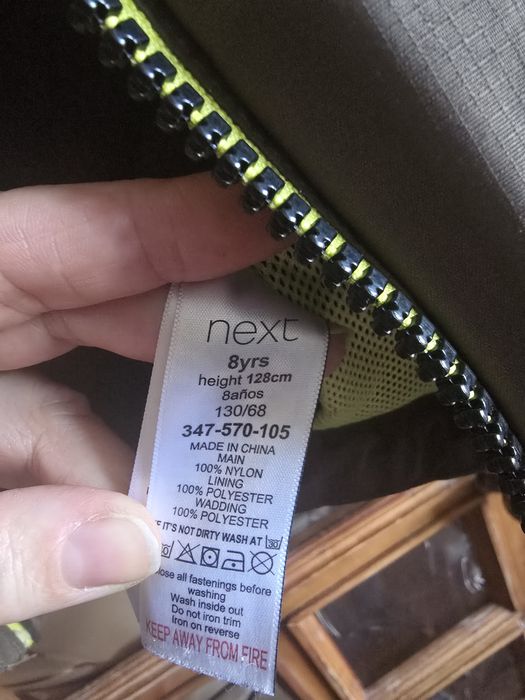 next
8yrs
height 128cm
8años
130/68
347-570-105
MADE IN CHINA
MAIN
100% NYLON
LINING
100% POLYESTER
WADDING
100% POLYESTER
IT'S NOT DIRTY WASH AT 30
all fastenings before
washing
Wash inside out
Do not iron trim
Iron on reverse
KEEP AWAY FROM FIRE